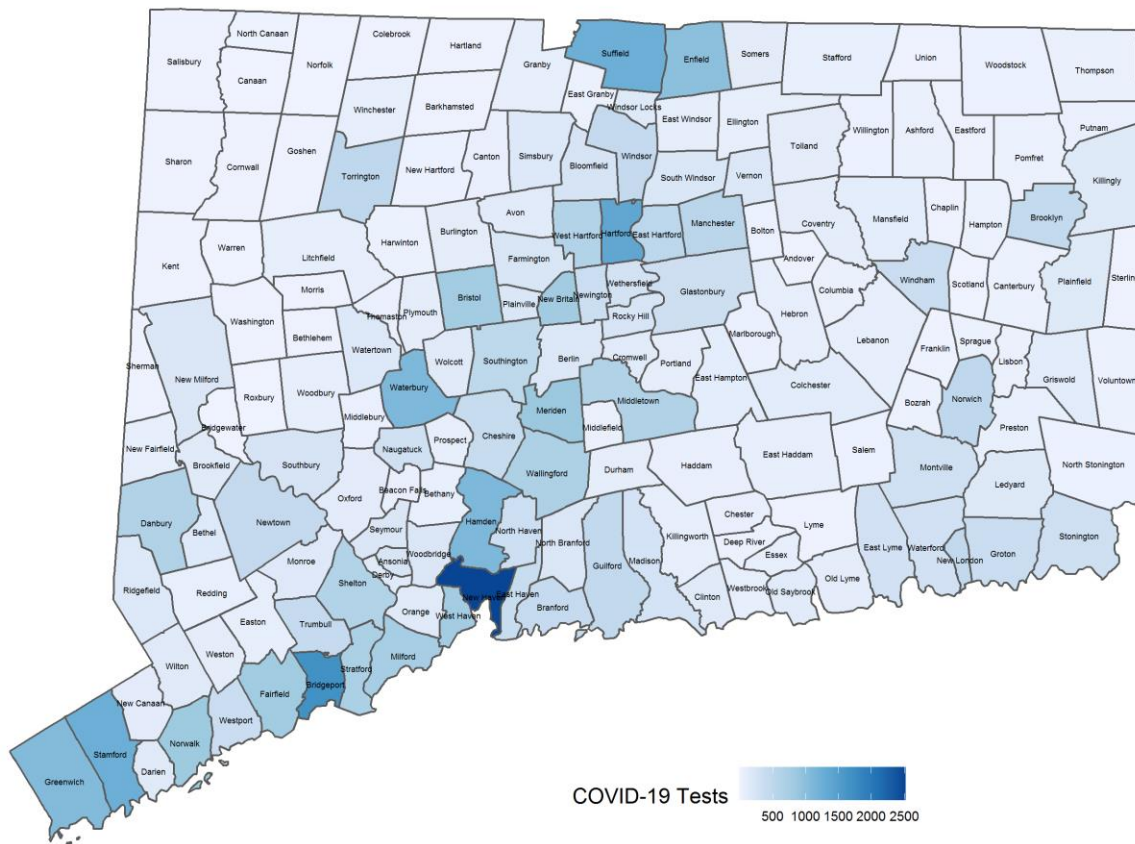 North Canaan
Colebrook
Hartland
Suffield
Enfield
Somers
Stafford
Union
Woodstock
Thompson
Salisbury
Canaan
Norfolk
Granby
East Granby
Windsor Locks
Winchester
Barkhamsted
East Windsor
Ellington
Willington
Ashford
Eastford
Putnam
Sharon
Cornwall
Goshen
Torrington
New Hartford
Canton
Simsbury
Bloomfield
Windsor
South Windsor
Vernon
Tolland
Pomfret
Killingly
Avon
West Hartford
Hartford
East Hartford
Manchester
Bolton
Coventry
Mansfield
Chaplin
Hampton
Brooklyn
Kent
Warren
Litchfield
Harwinton
Burlington
Farmington
Andover
Morris
Bristol
Plainville
New Britain
Newington
Wethersfield
Glastonbury
Hebron
Columbia
Windham
Scotland
Canterbury
Plainfield
Sterlin
Washington
Bethlehem
Thomaston
Plymouth
Rocky Hill
Marlborough
Lebanon
Franklin
Sprague
Lisbon
Sherman
New Milford
Watertown
Wolcott
Southington
Berlin
Cromwell
Portland
East Hampton
Colchester
Griswold
Voluntown
Roxbury
Woodbury
Waterbury
Middlebury
Meriden
Middletown
Middlefield
Bozrah
Norwich
Preston
Bridgewater
New Fairfield
Brookfield
Southbury
Naugatuck
Prospect
Cheshire
Wallingford
Durham
Haddam
East Haddam
Salem
Montville
North Stonington
Danbury
Bethel
Newtown
Oxford
Beacon Falls
Bethany
Hamden
Ledyard
Seymour
North Haven
North Branford
Guilford
Madison
Killingworth
Chester
Deep River
Essex
Lyme
East Lyme
Waterford
New London
Groton
Stonington
Ridgefield
Redding
Monroe
Ansonia
Derby
Woodbridge
Shelton
New Haven
East Haven
Branford
Clinton
Westbrook
Old Saybrook
Old Lyme
Easton
Trumbull
Orange
West Haven
Wilton
Weston
Stratford
Milford
New Canaan
Fairfield
Bridgeport
Greenwich
Stamford
Darien
Norwalk
Westport
COVID-19 Tests
500 1000 1500 2000 2500